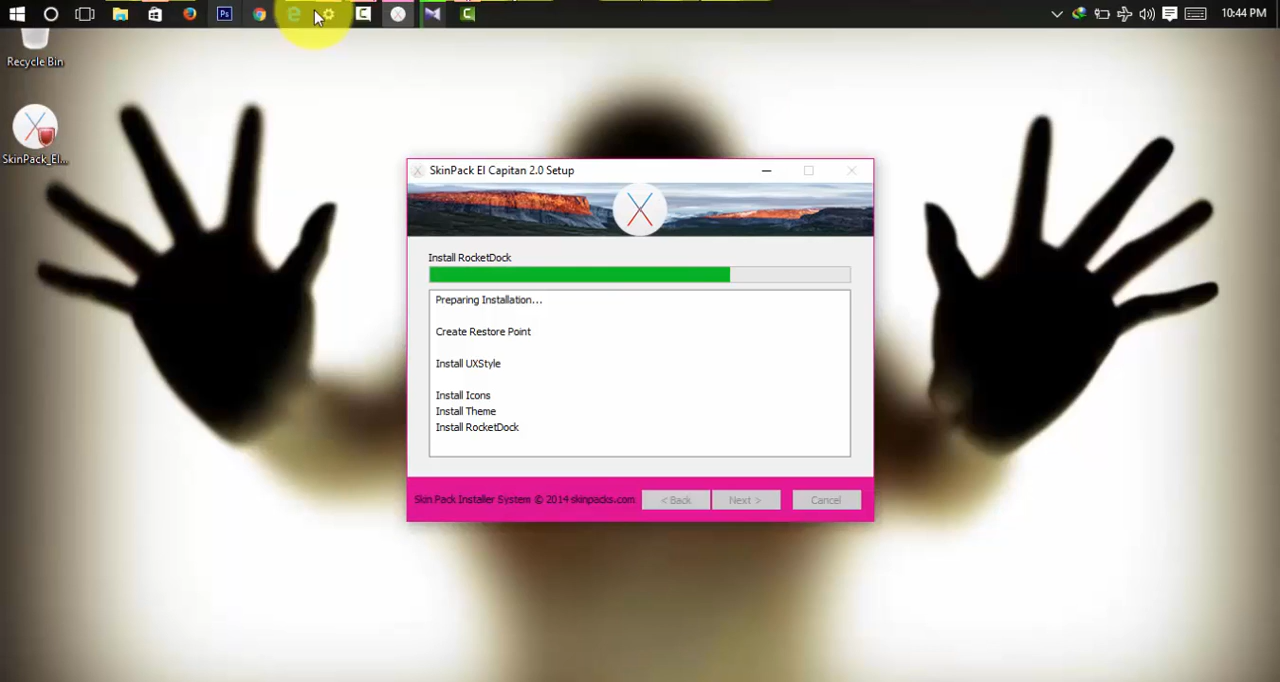 10:44 PM
Recycle Bin
SkinPack_El...
SkinPack El Capitan 2.0 Setup
Install RocketDock
Preparing Installation...
Create Restore Point
Install UXStyle
Install Icons
Install Theme
Install RocketDock
Skin Pack Installer System © 2014 skinpacks.com
< Back
Next >
Cancel